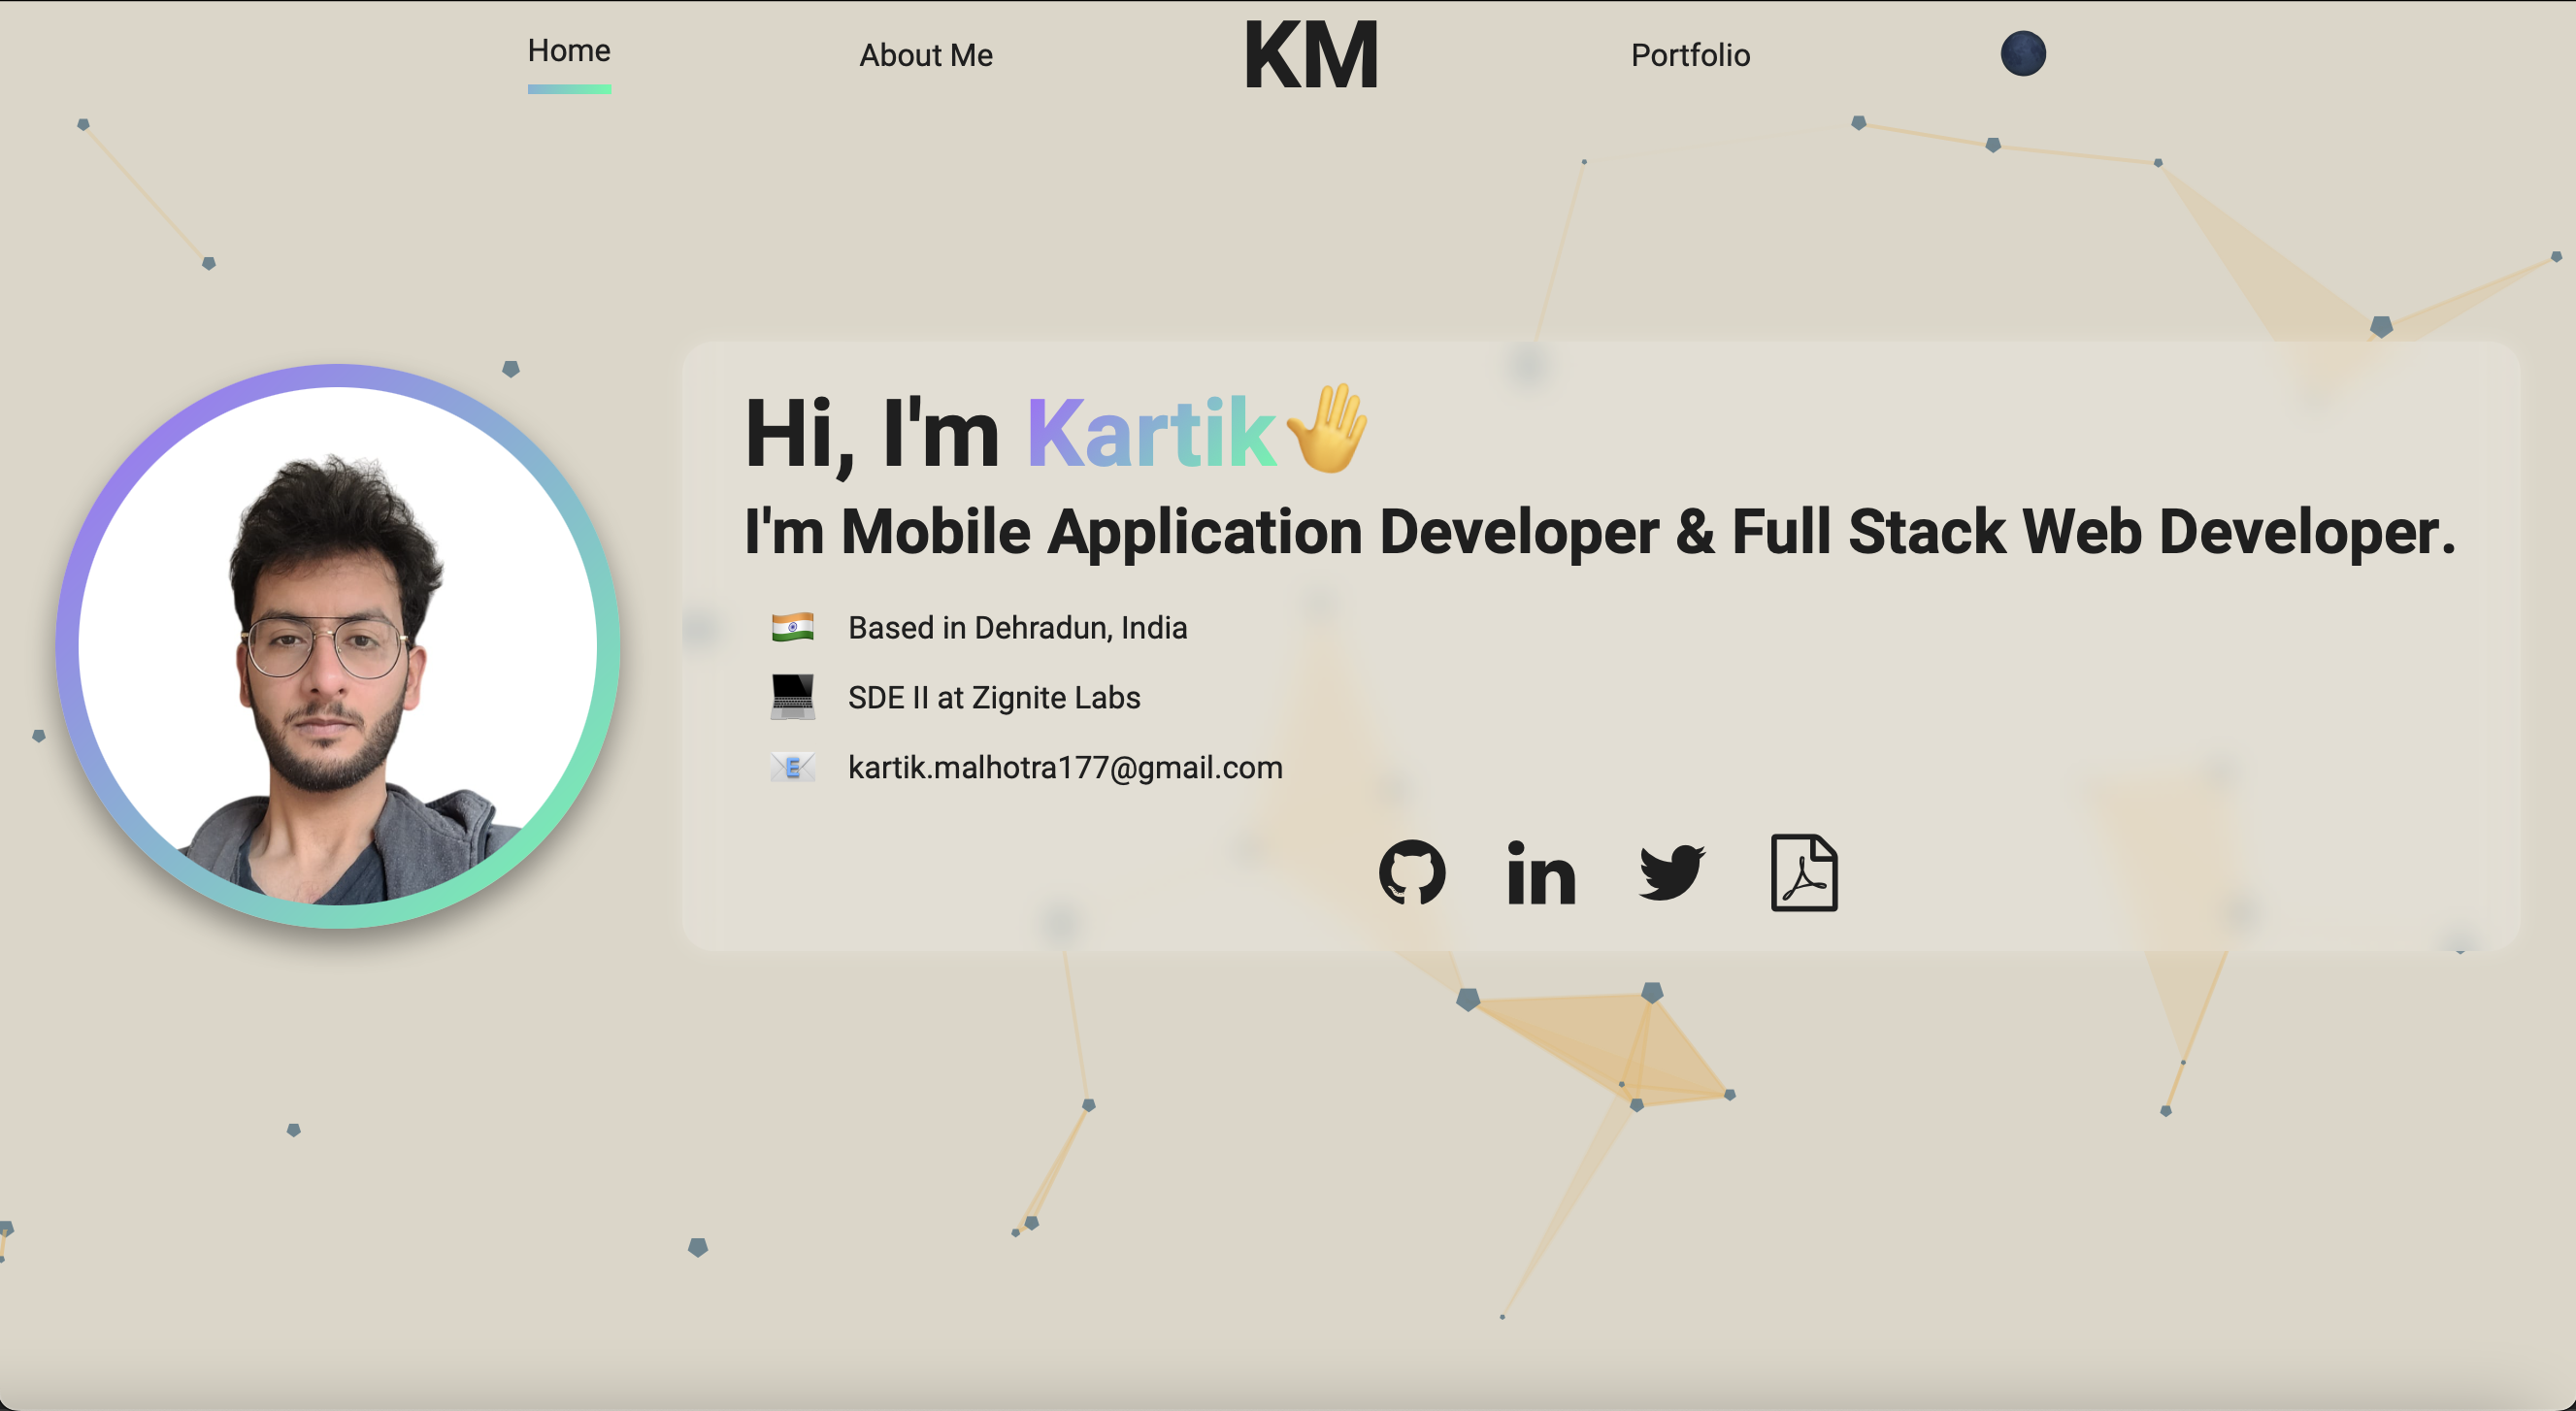 Home
About Me
KM
Portfolio
Hi, I'm Kartik👋
I'm Mobile Application Developer & Full Stack Web Developer.
🇮🇳 Based in Dehradun, India
💻 SDE II at Zignite Labs
📧 kartik.malhotra177@gmail.com
in